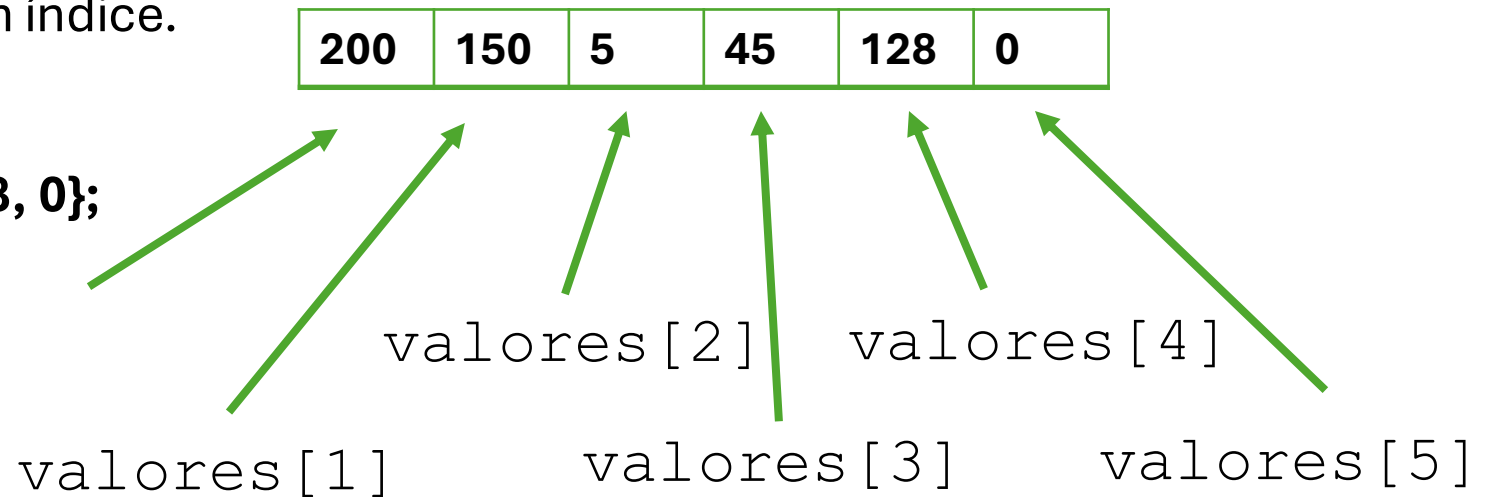 índice.
200 150 5 45 128 0
, 0};
valores[2] valores[4]
valores[1] valores[3] valores[5]